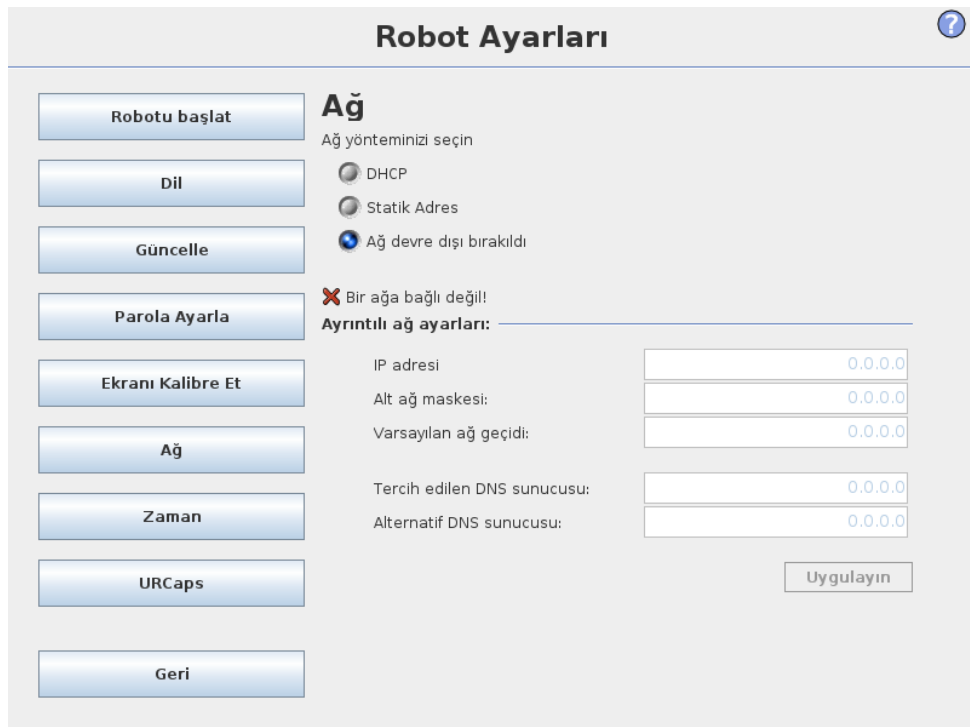 Robot Ayarları
?
Robotu başlat
Dil
Güncelle
Parola Ayarla
Ekranı Kalibre Et
Ağ
Zaman
URCaps
Geri
Ağ
Ağ yönteminizi seçin
DHCP
Statik Adres
Ağ devre dışı bırakıldı
Bir ağa bağlı değil!
Ayrıntılı ağ ayarları:
IP adresi 0.0.0.0
Alt ağ maskesi: 0.0.0.0
Varsayılan ağ geçidi: 0.0.0.0
Tercih edilen DNS sunucusu: 0.0.0.0
Alternatif DNS sunucusu: 0.0.0.0
Uygulayın